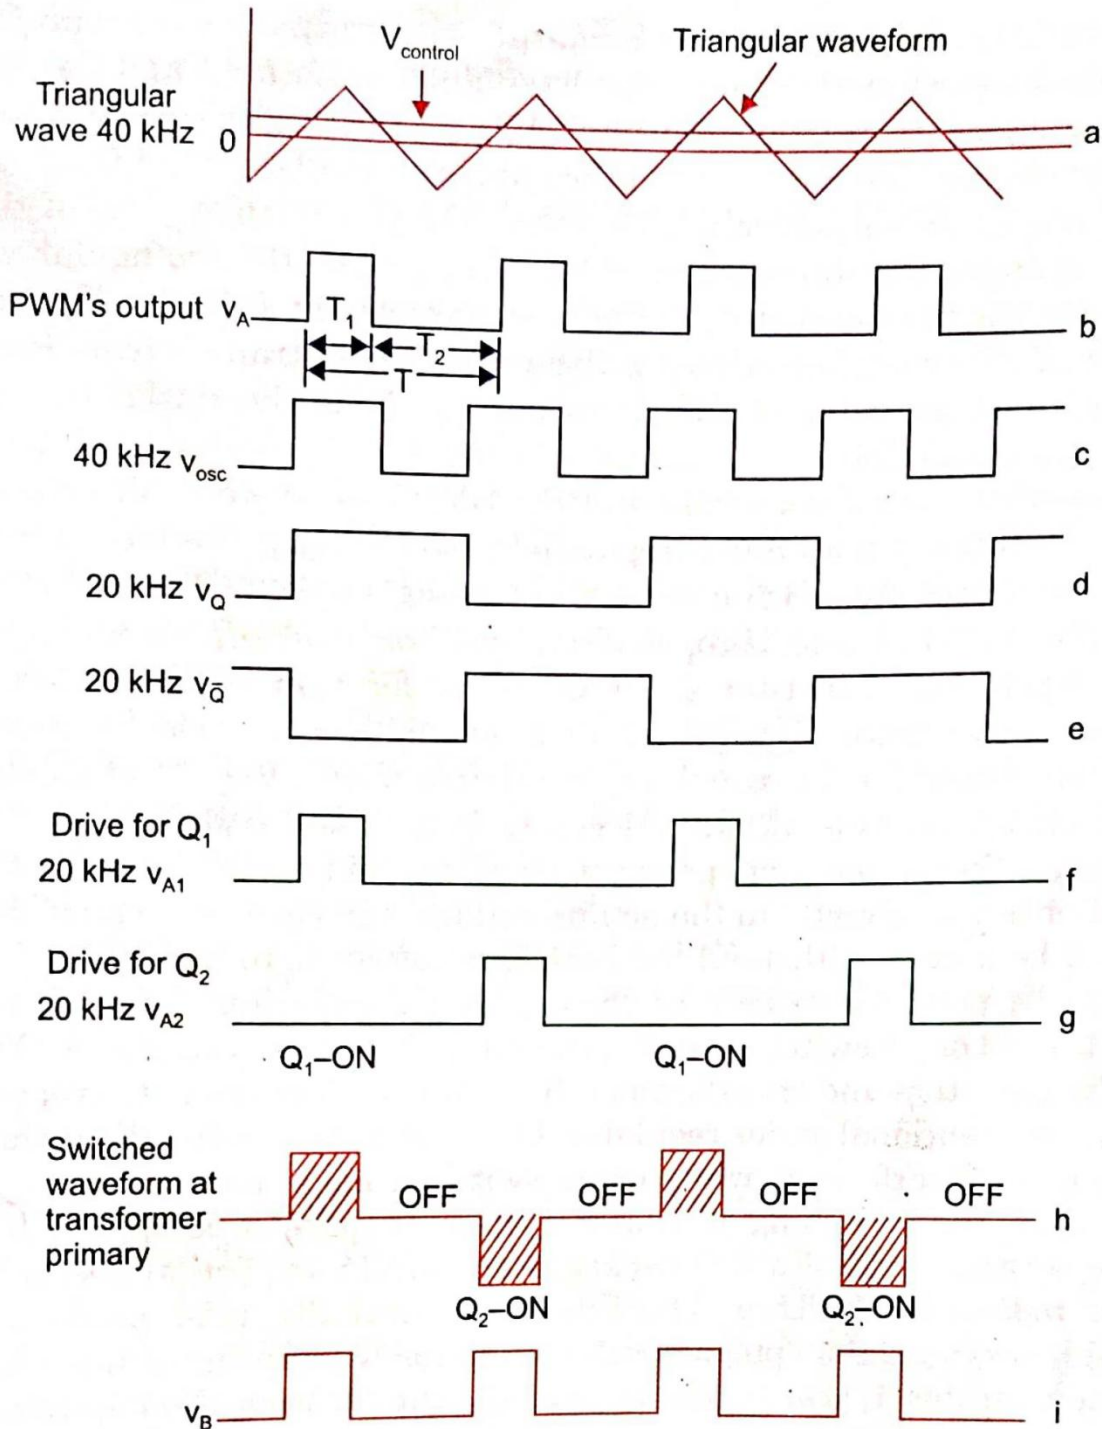 V_control
Triangular waveform
Triangular
wave 40 kHz
0
a
PWM's output v_A
T_1
T_2
T
b
40 kHz v_osc
c
20 kHz v_Q
d
20 kHz v_Q̄
e
Drive for Q_1
20 kHz v_A1
f
Drive for Q_2
20 kHz v_A2
g
Q_1–ON
Q_1–ON
Switched
waveform at
transformer
primary
OFF
OFF
OFF
OFF
h
Q_2–ON
Q_2–ON
v_B
i